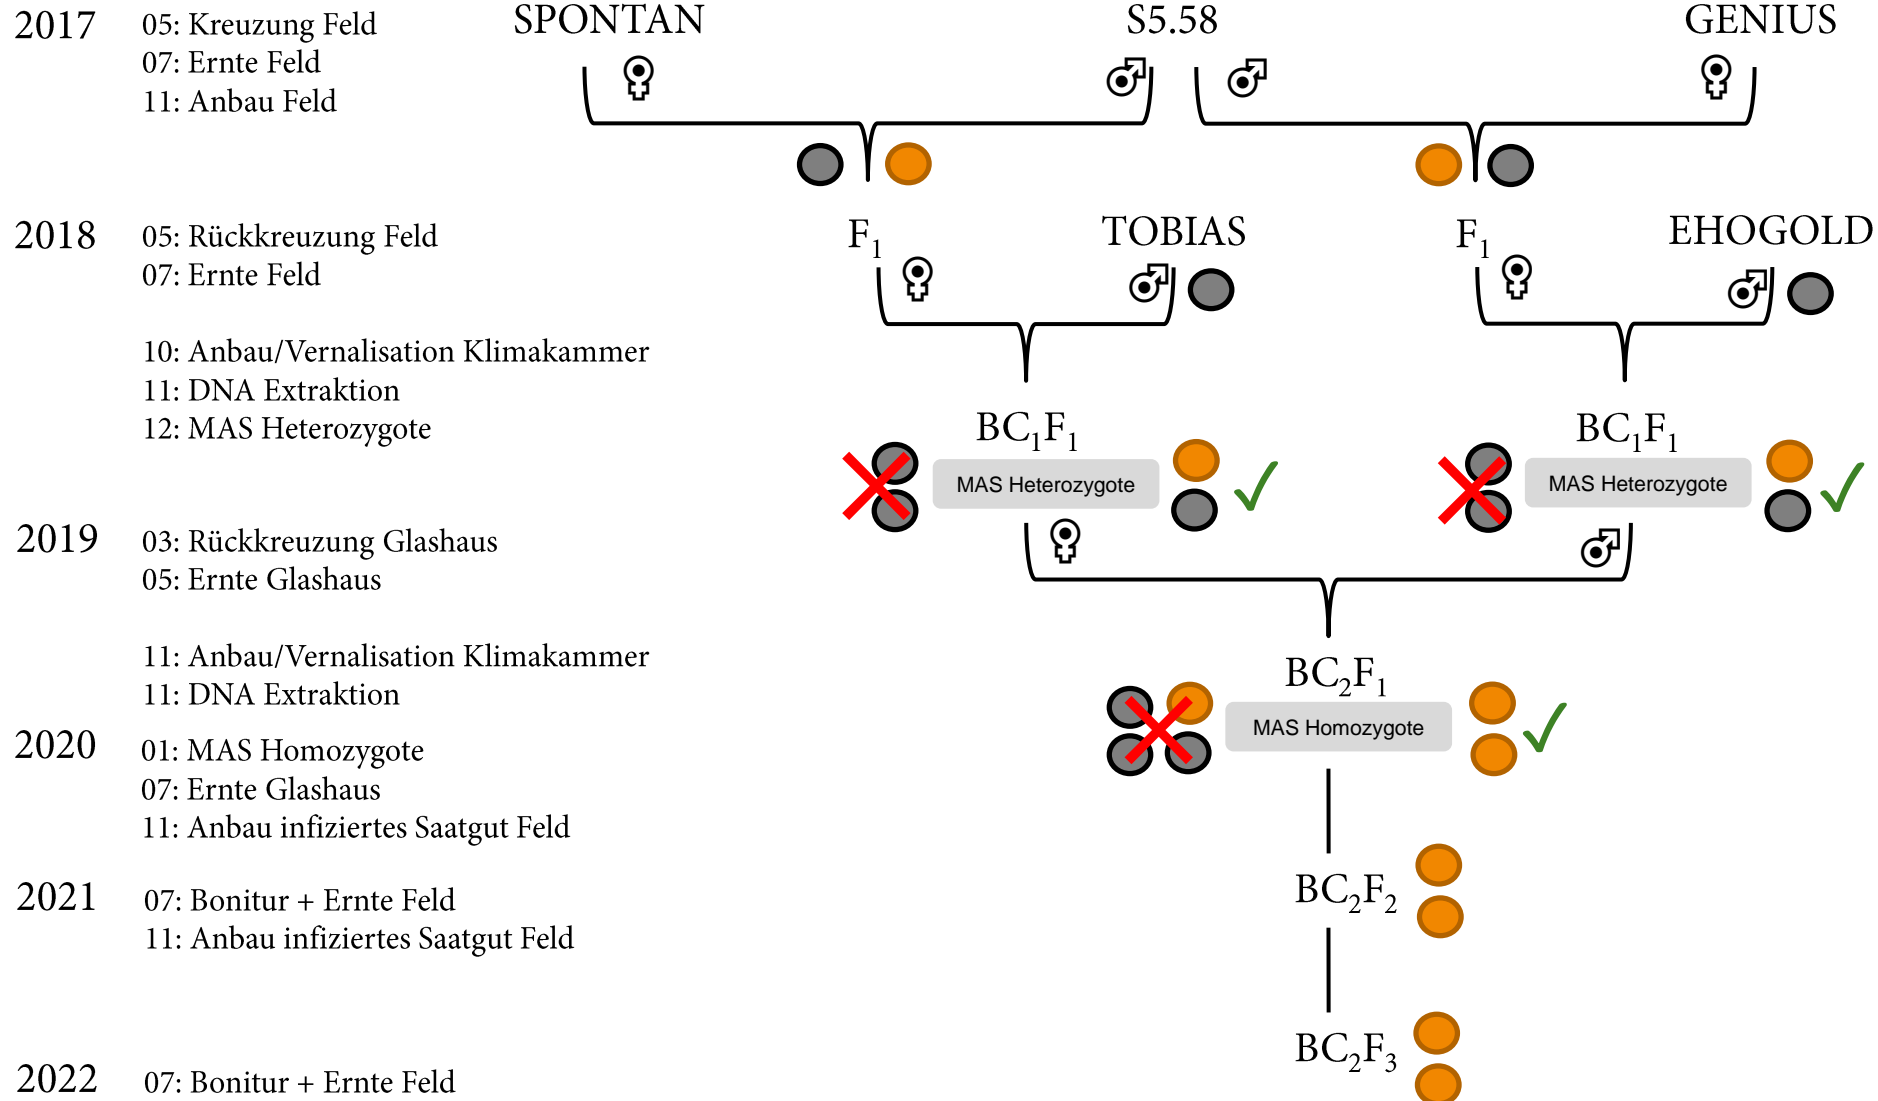 2017
05: Kreuzung Feld
07: Ernte Feld
11: Anbau Feld
SPONTAN
S5.58
GENIUS
2018
05: Rückkreuzung Feld
07: Ernte Feld
F1
TOBIAS
F1
EHOGOLD
10: Anbau/Vernalisation Klimakammer
11: DNA Extraktion
12: MAS Heterozygote
BC1F1
MAS Heterozygote
BC1F1
MAS Heterozygote
2019
03: Rückkreuzung Glashaus
05: Ernte Glashaus
11: Anbau/Vernalisation Klimakammer
11: DNA Extraktion
BC2F1
MAS Homozygote
2020
01: MAS Homozygote
07: Ernte Glashaus
11: Anbau infiziertes Saatgut Feld
2021
07: Bonitur + Ernte Feld
11: Anbau infiziertes Saatgut Feld
BC2F2
BC2F3
2022
07: Bonitur + Ernte Feld